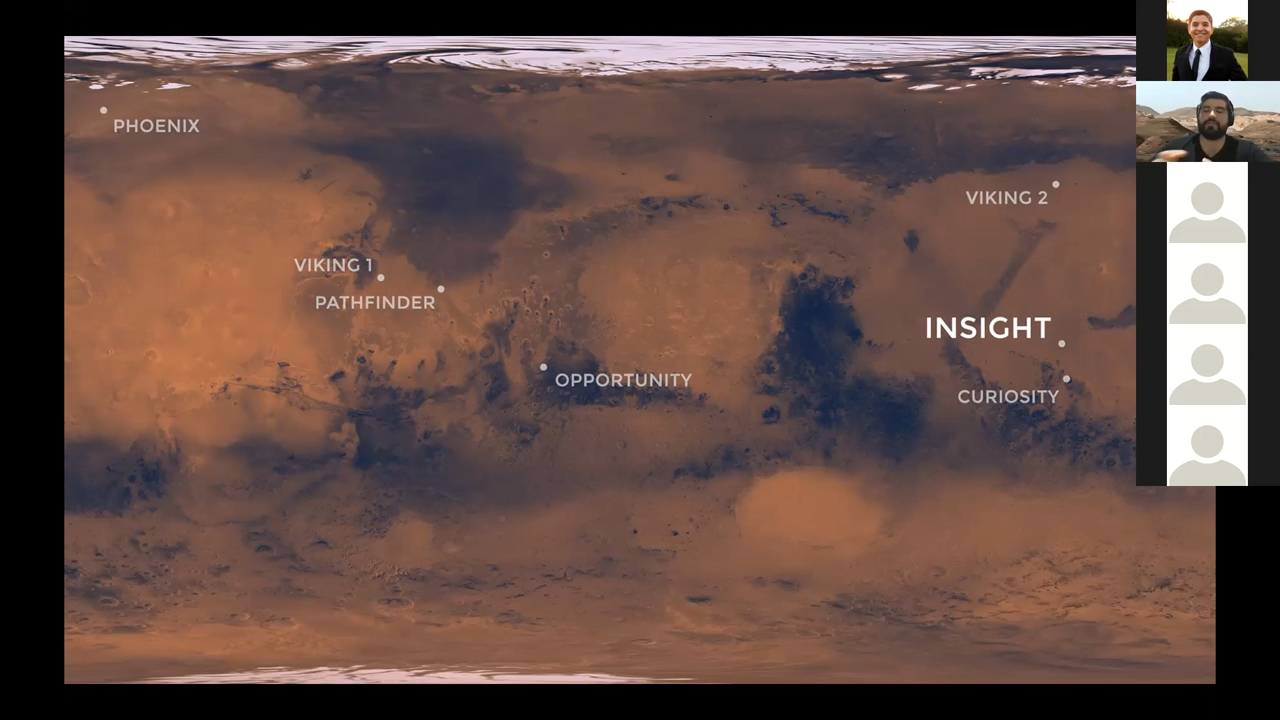 PHOENIX
VIKING 2
VIKING 1
PATHFINDER
INSIGHT
OPPORTUNITY
CURIOSITY